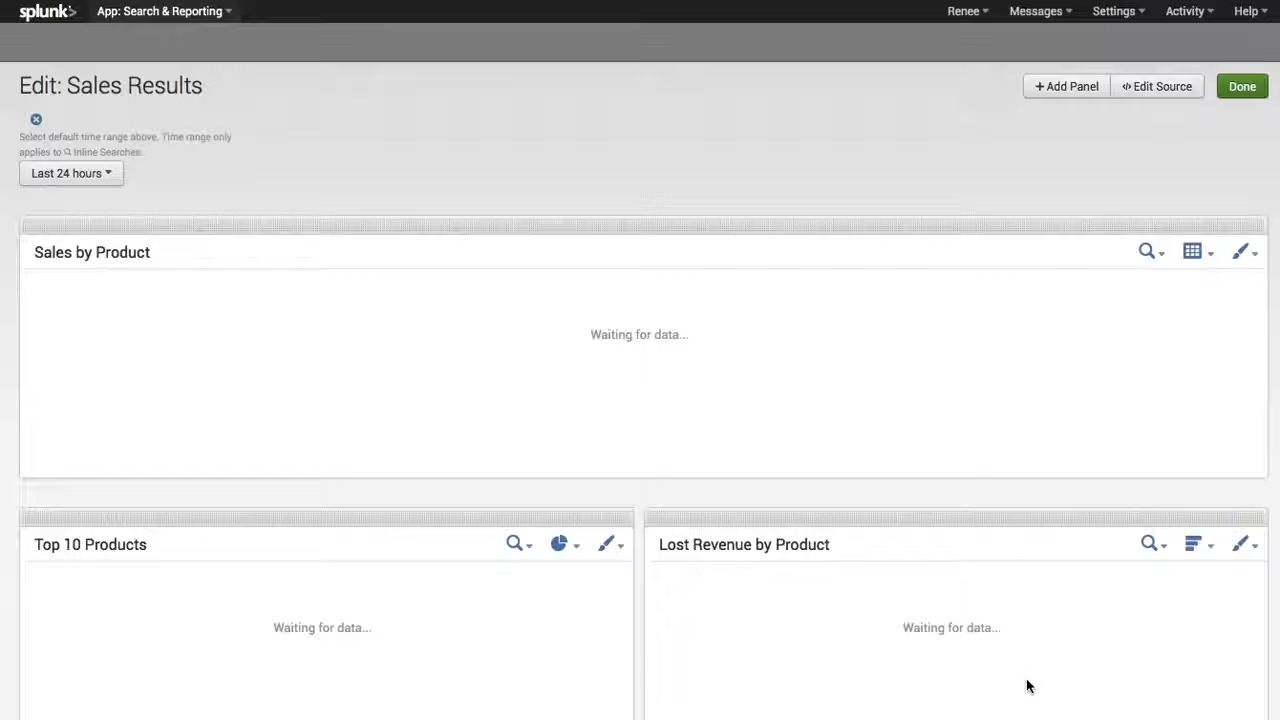 splunk> App: Search & Reporting Renee Messages Settings Activity Help
Edit: Sales Results
+ Add Panel </> Edit Source Done
Select default time range above. Time range only
applies to Inline Searches.
Last 24 hours
Sales by Product
Waiting for data...
Top 10 Products
Lost Revenue by Product
Waiting for data...
Waiting for data...